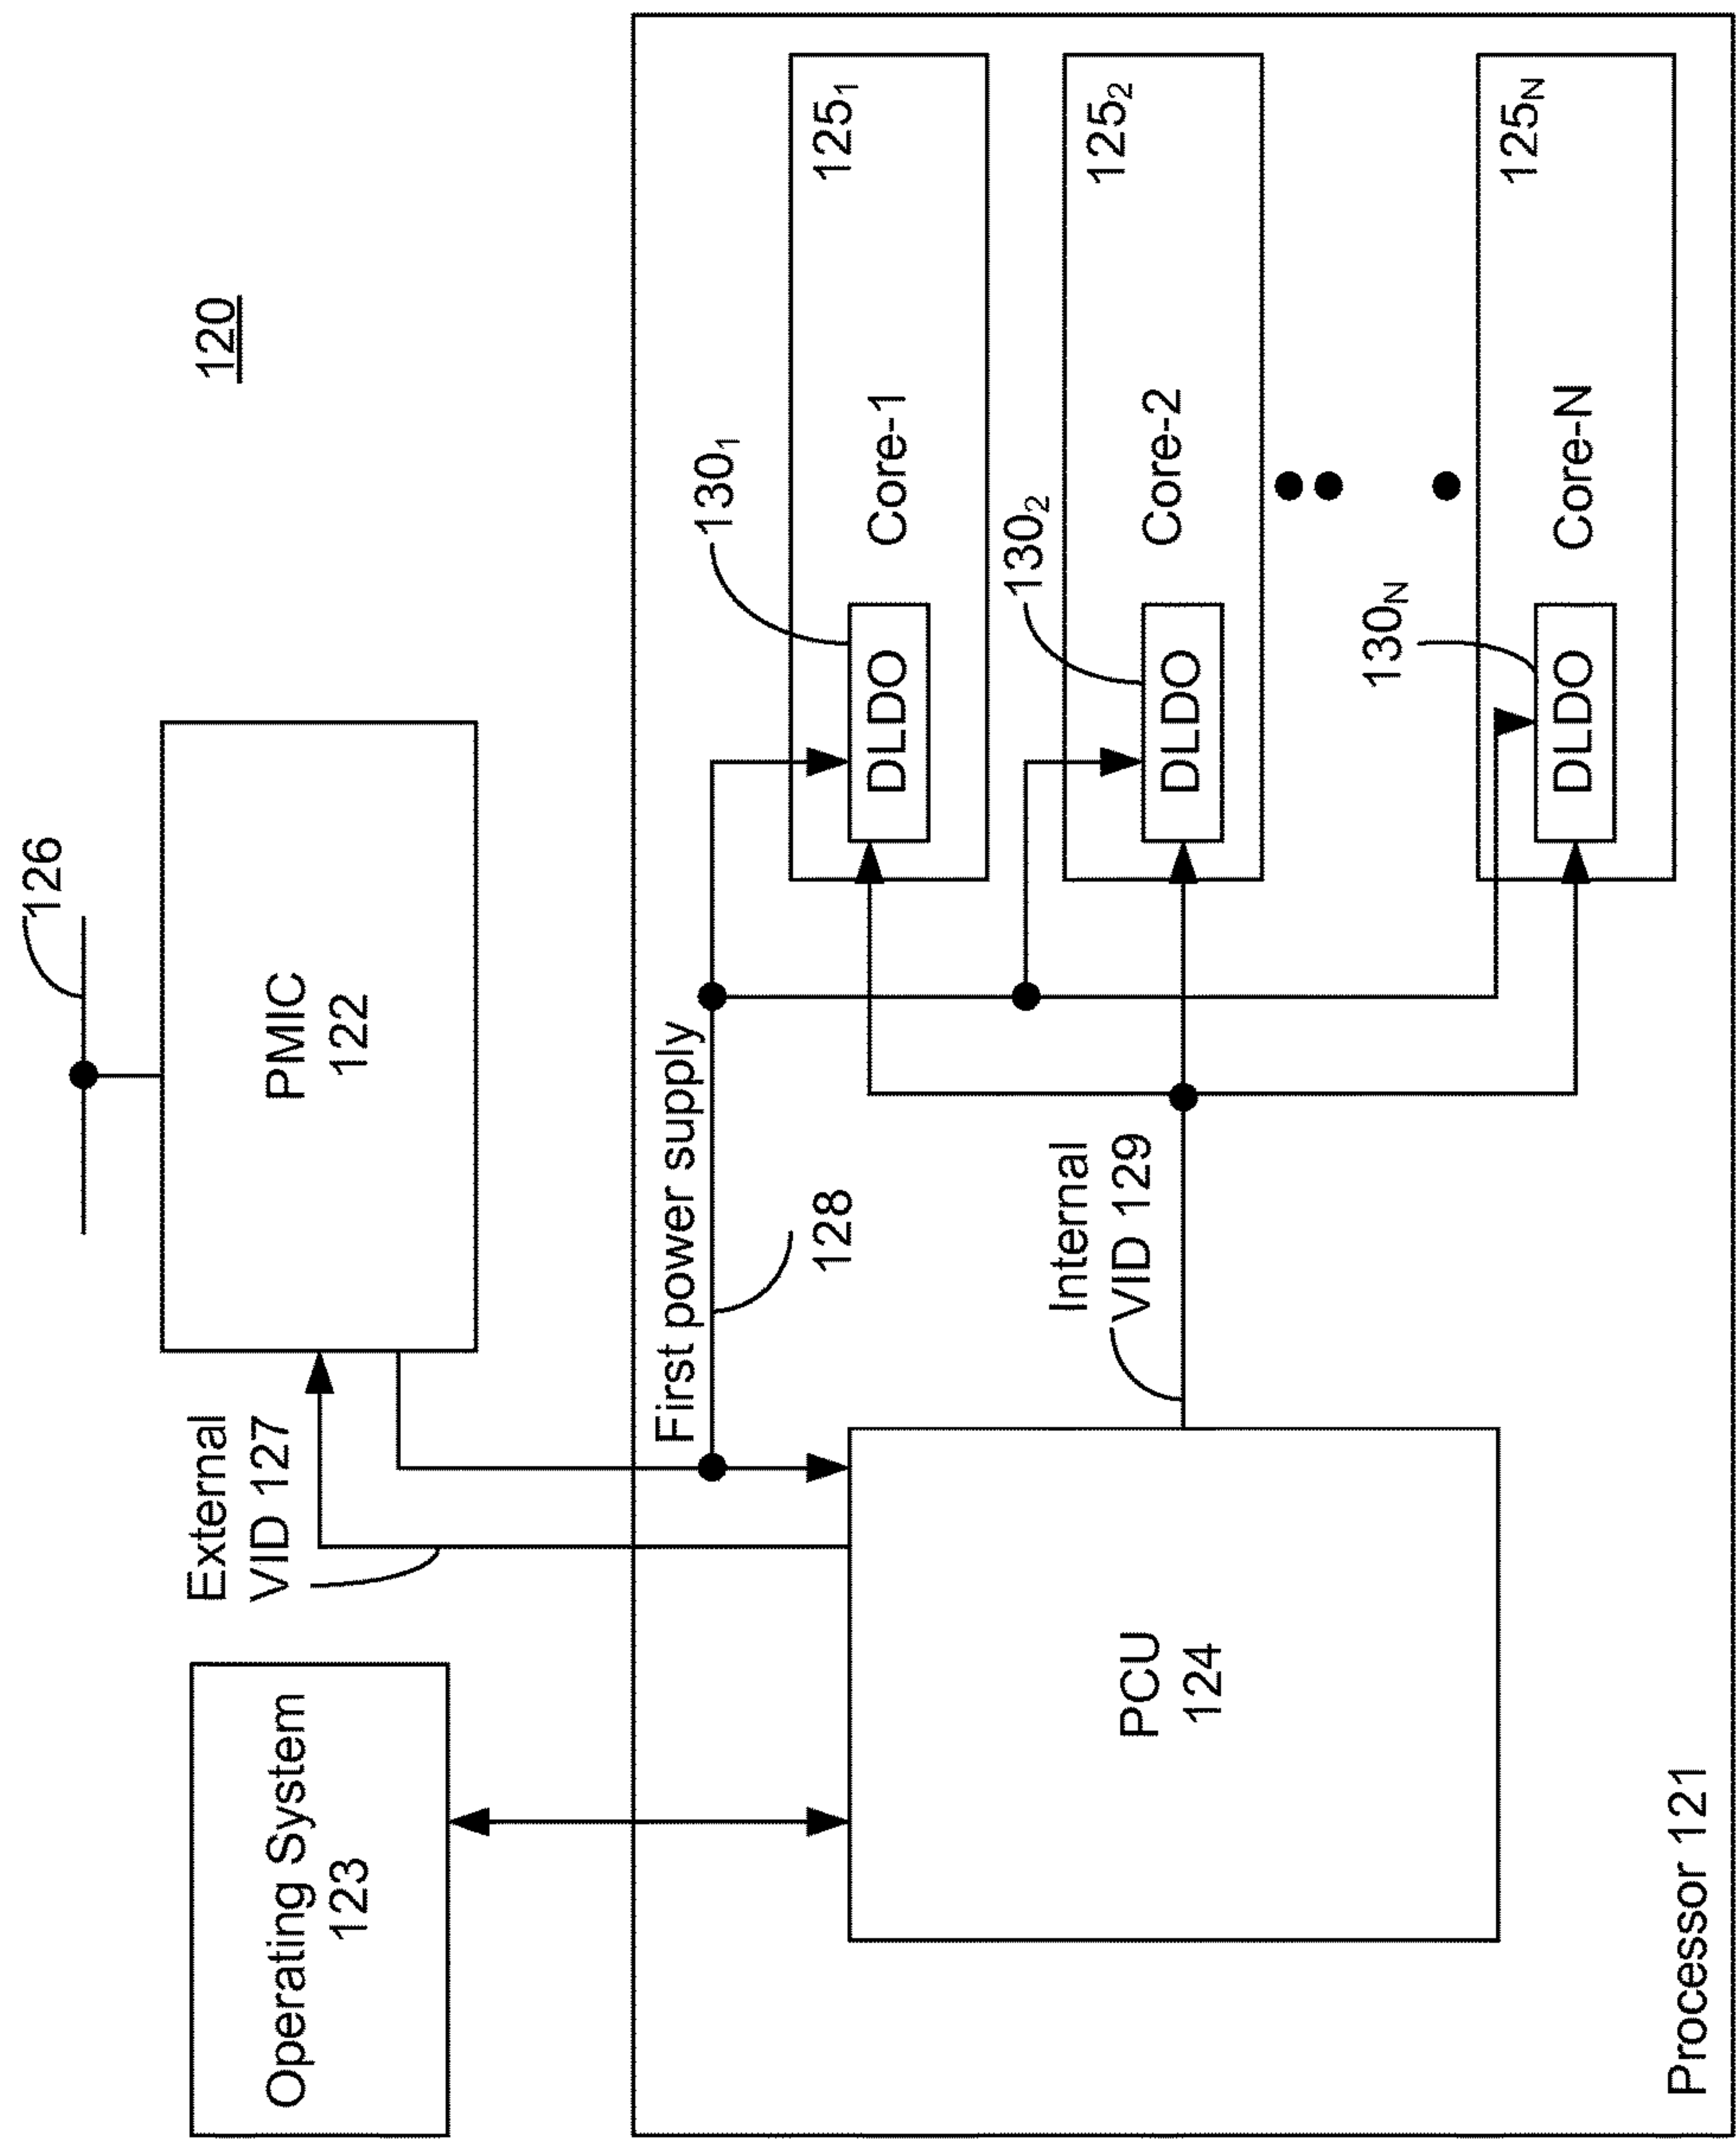 120
126
PMIC
122
Operating System
123
External
VID 127
First power supply
128
130₁
125₁
Core-1
DLDO
130₂
125₂
Core-2
DLDO
Internal
VID 129
PCU
124
130N
125N
Core-N
DLDO
Processor 121